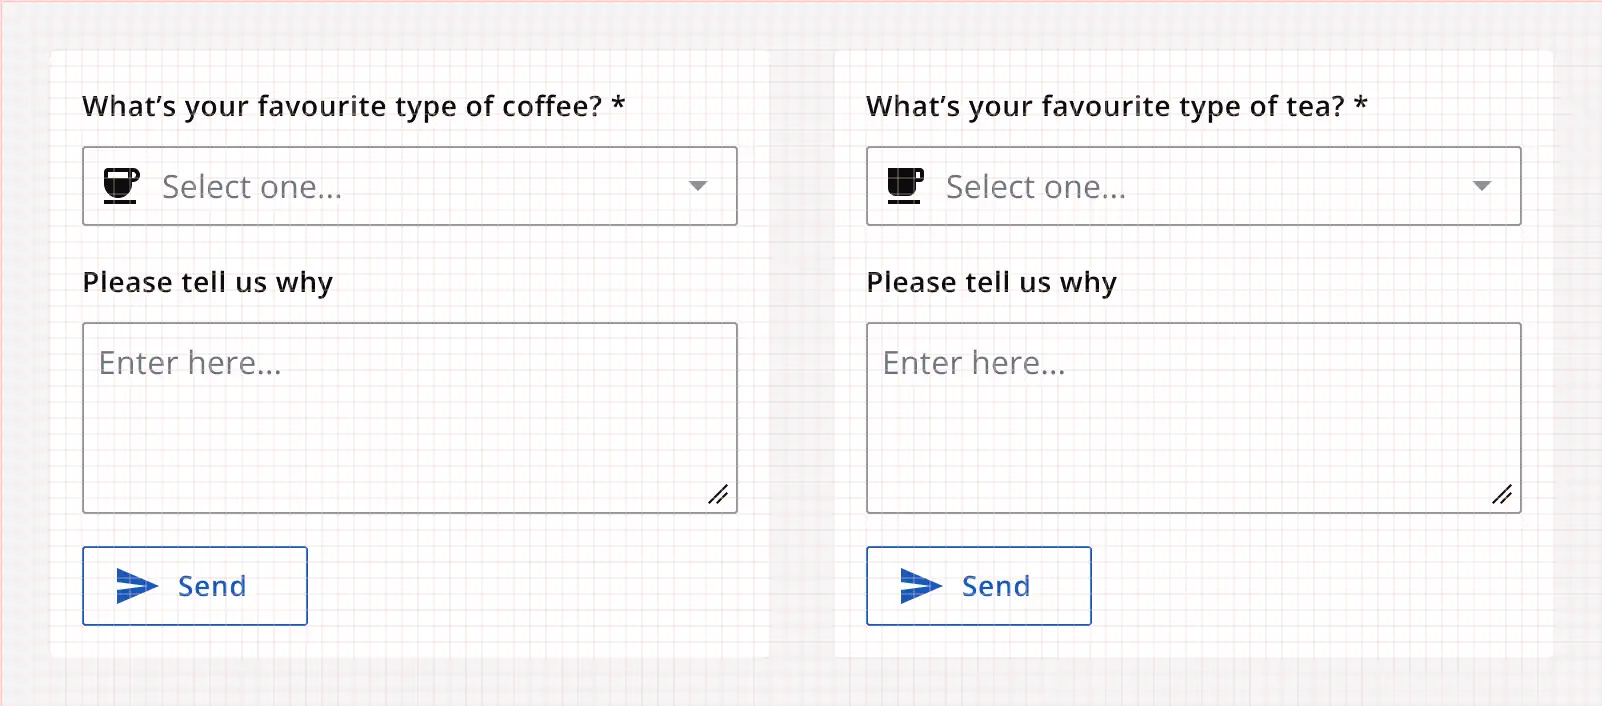 What’s your favourite type of coffee? *
Select one...
Please tell us why
Enter here...
Send
What’s your favourite type of tea? *
Select one...
Please tell us why
Enter here...
Send